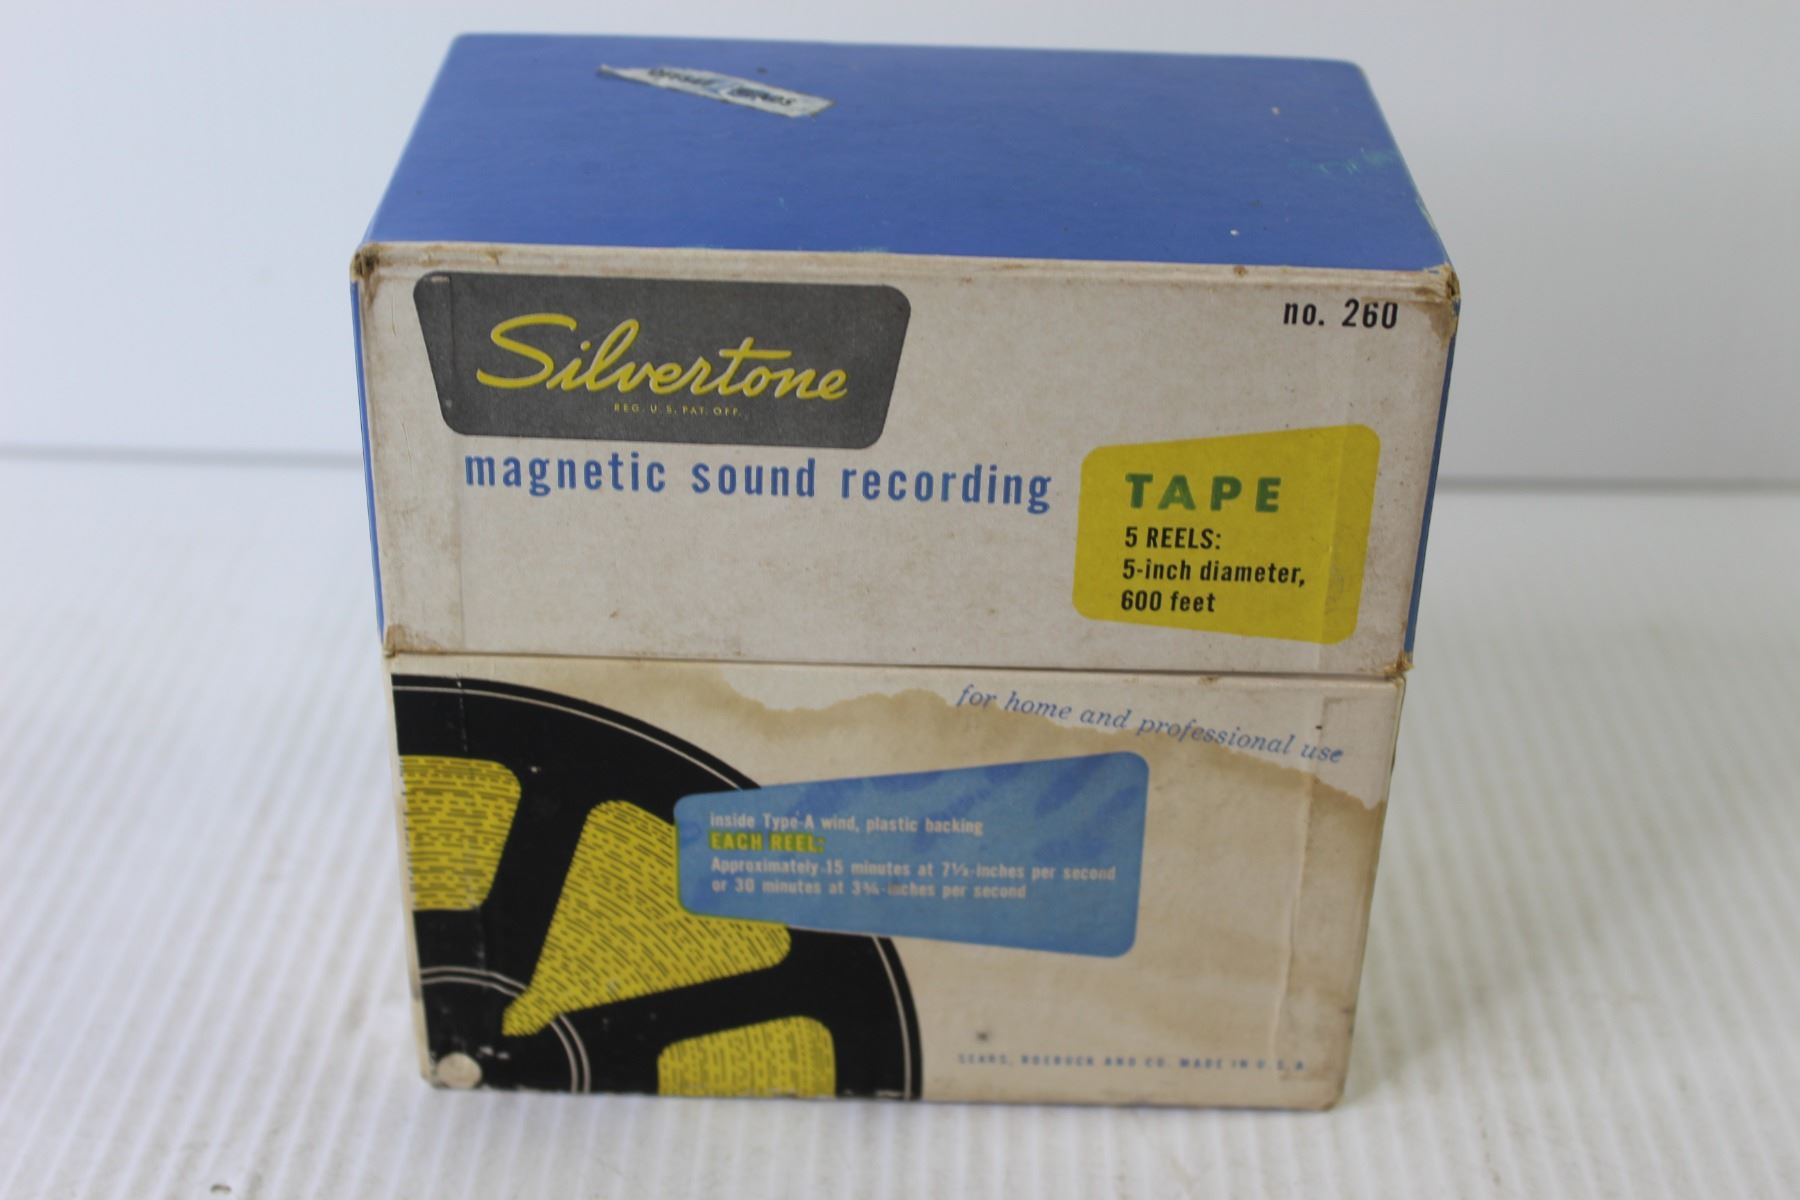 Silvertone
REG. U.S. PAT. OFF.
no. 260
magnetic sound recording
TAPE
5 REELS:
5-inch diameter,
600 feet
for home and professional use
inside Type-A wind, plastic backing
EACH REEL:
Approximately 15 minutes at 7½-inches per second
or 30 minutes at 3¾-inches per second
SEARS, ROEBUCK AND CO. MADE IN U.S.A.